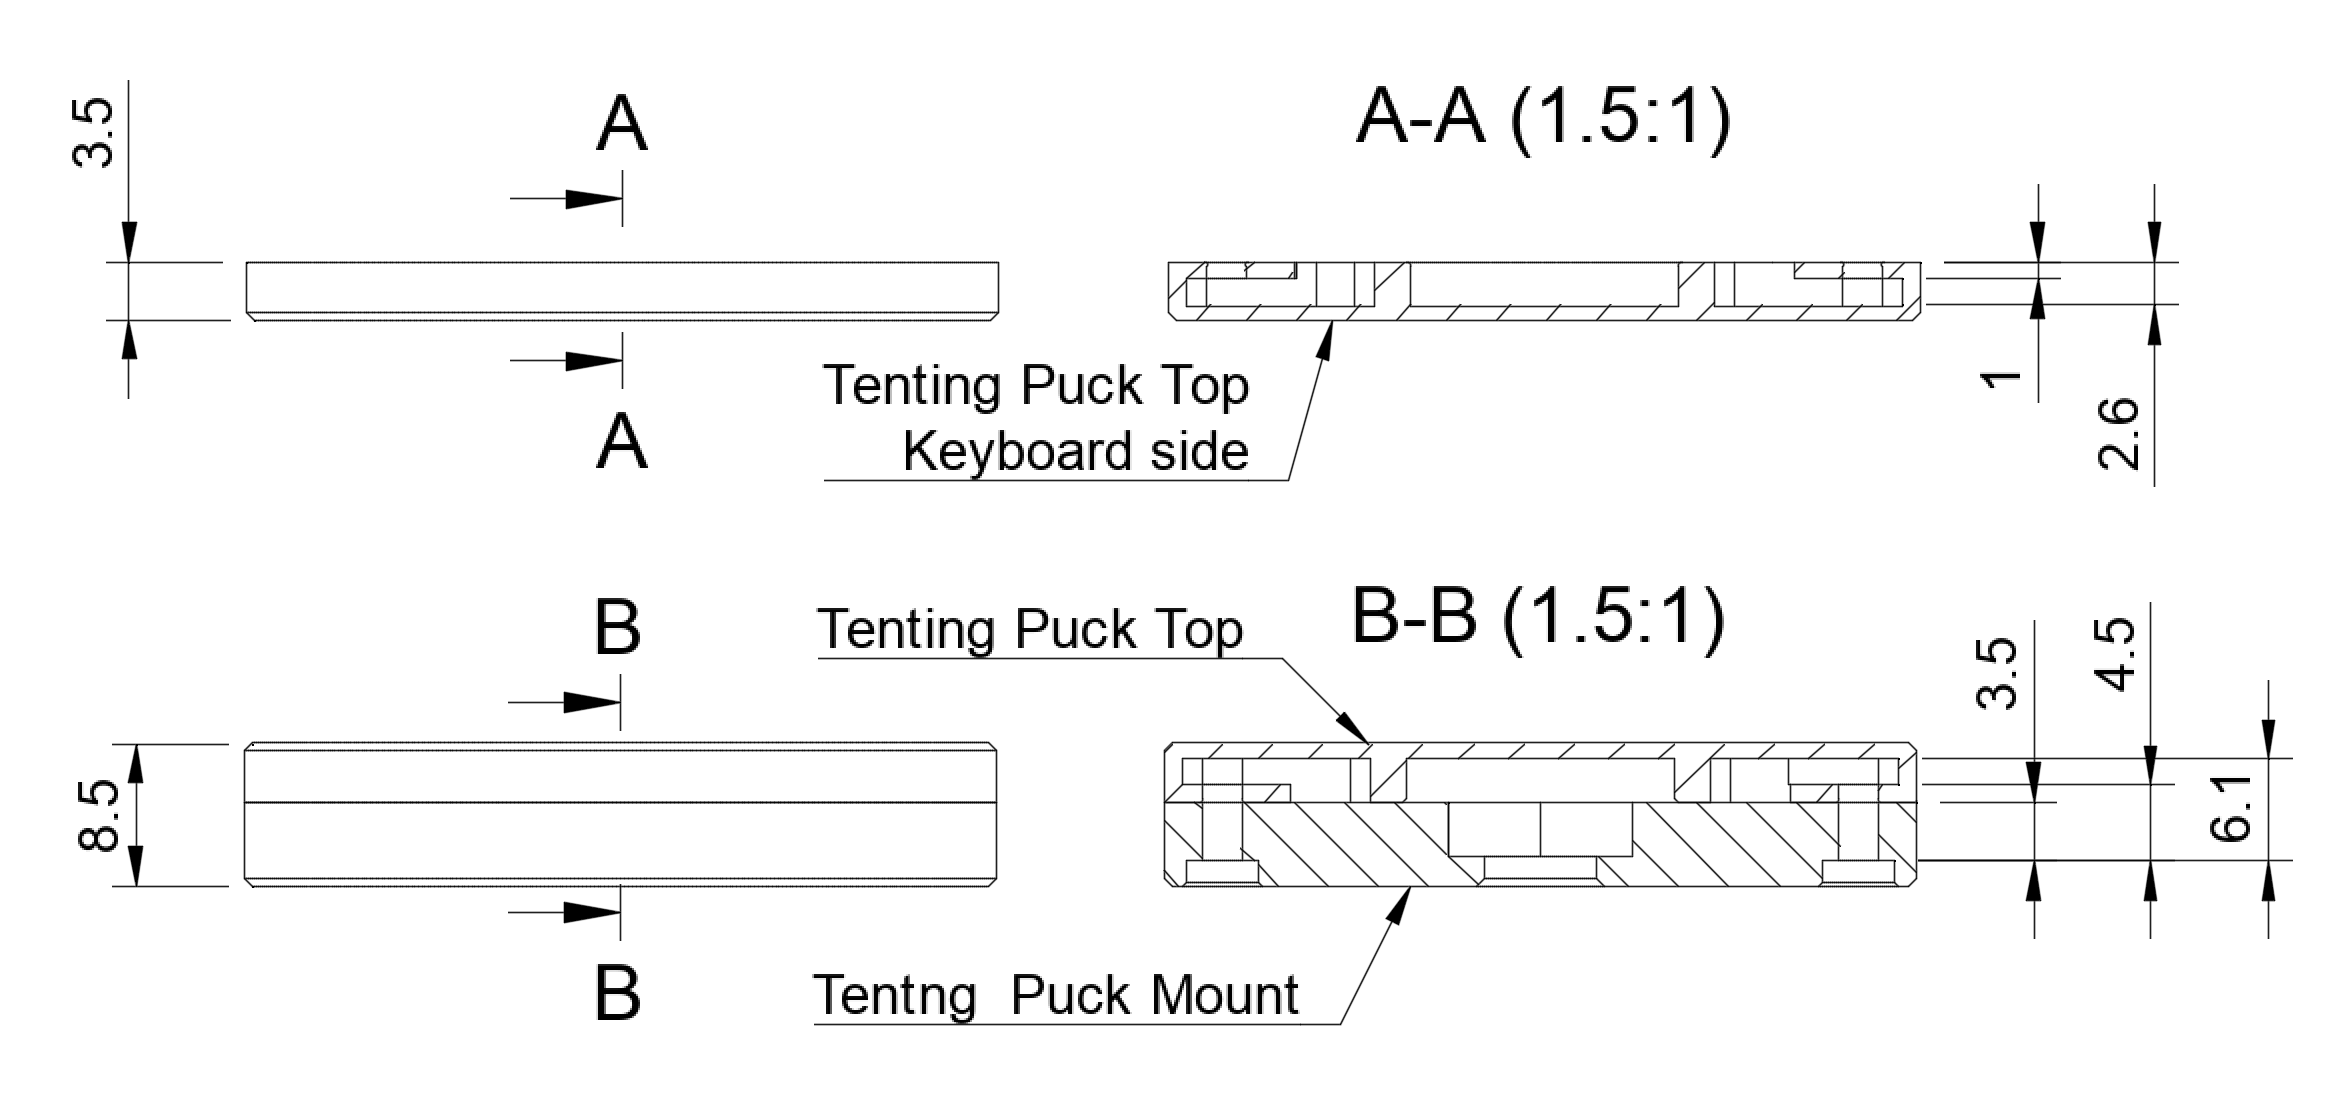 3.5
A
A-A (1.5:1)
A
Tenting Puck Top
Keyboard side
1
2.6
B
Tenting Puck Top
B-B (1.5:1)
3.5
4.5
8.5
6.1
B
Tentng  Puck Mount